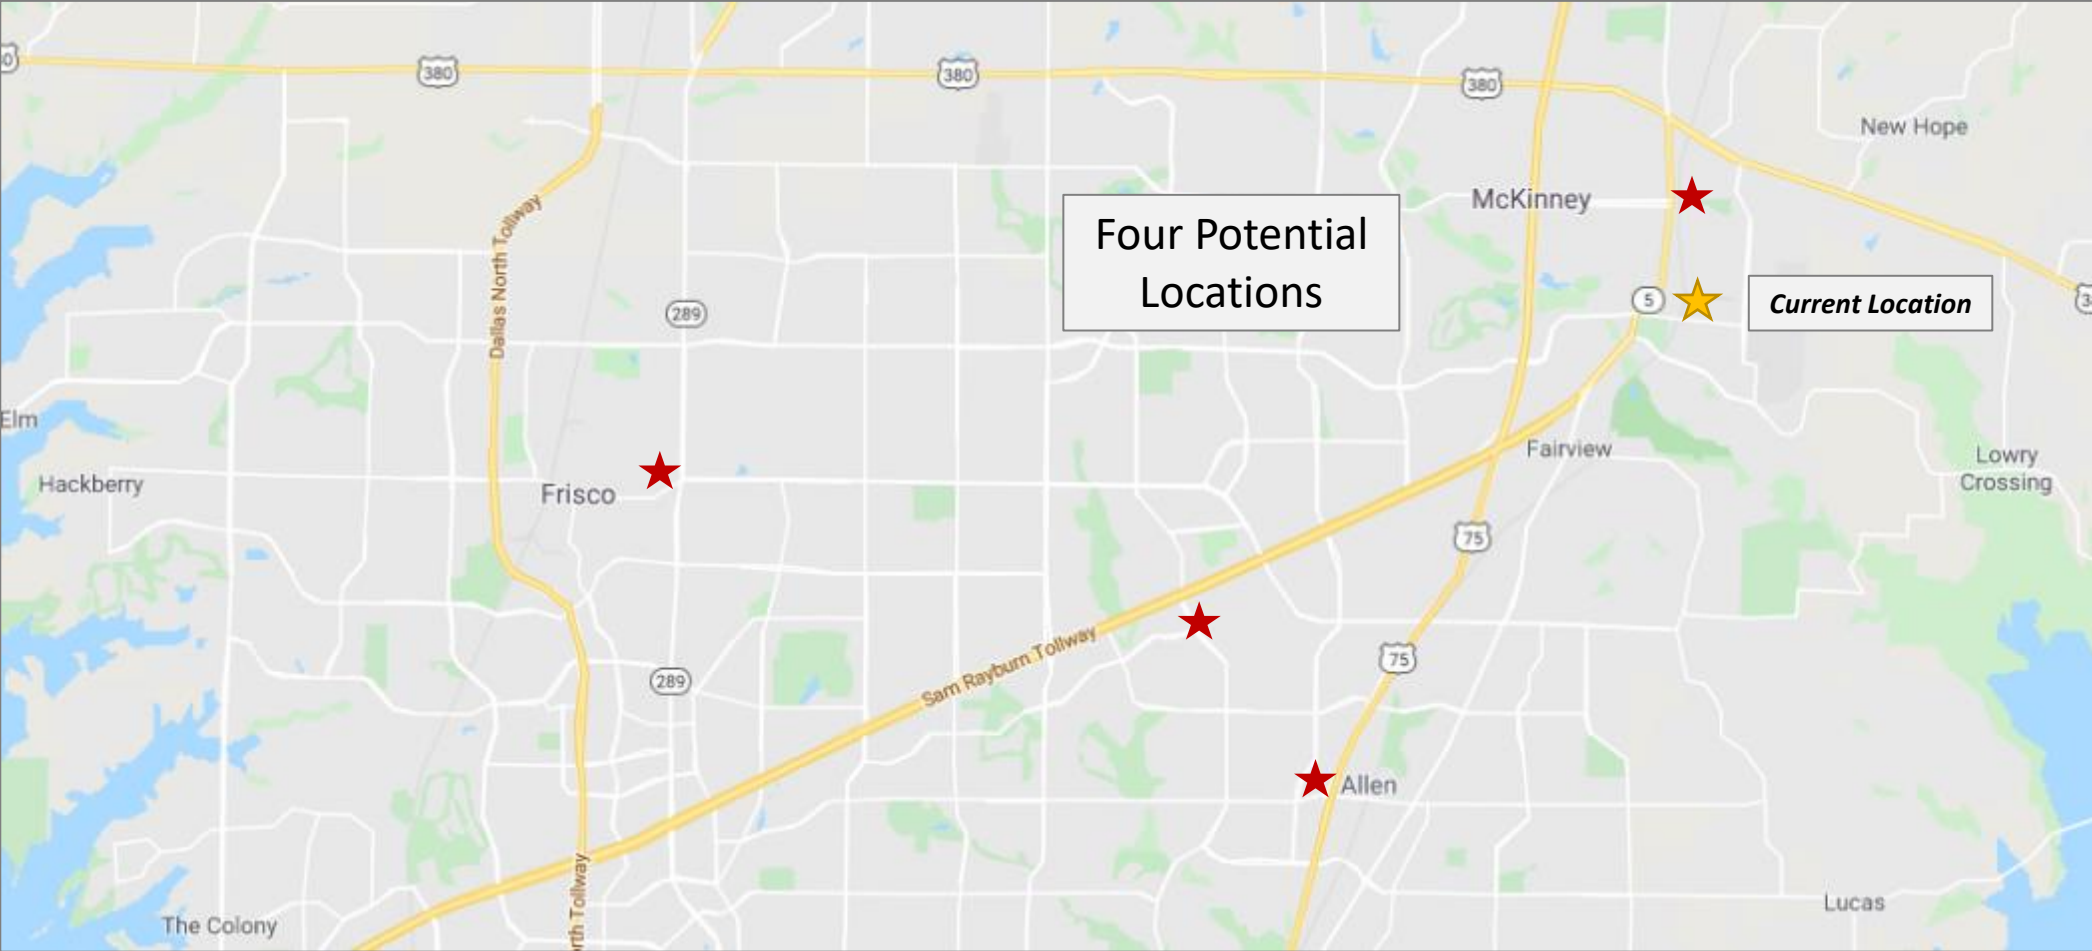 380
380
380
New Hope
McKinney
Dallas North Tollway
Four Potential
Locations
289
5
Current Location
Elm
Hackberry
Frisco
Fairview
Lowry
Crossing
75
75
Sam Rayburn Tollway
289
Allen
rth Tollway
The Colony
Lucas